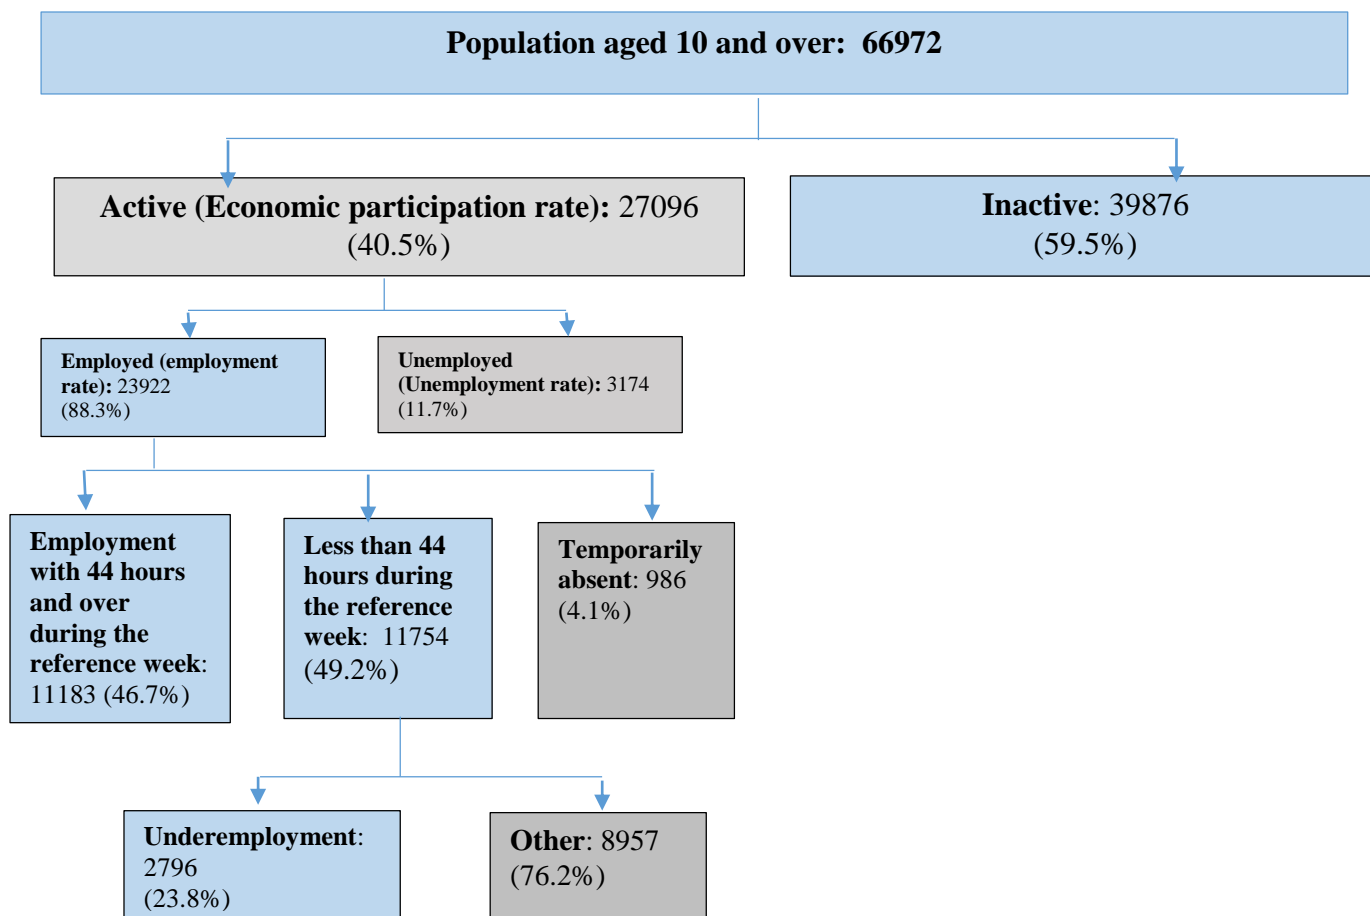 Population aged 10 and over: 66972
Active (Economic participation rate): 27096
(40.5%)
Inactive: 39876
(59.5%)
Employed (employment
rate): 23922
(88.3%)
Unemployed
(Unemployment rate): 3174
(11.7%)
Employment
with 44 hours
and over
during the
reference week:
11183 (46.7%)
Less than 44
hours during
the reference
week: 11754
(49.2%)
Temporarily
absent: 986
(4.1%)
Underemployment:
2796
(23.8%)
Other: 8957
(76.2%)